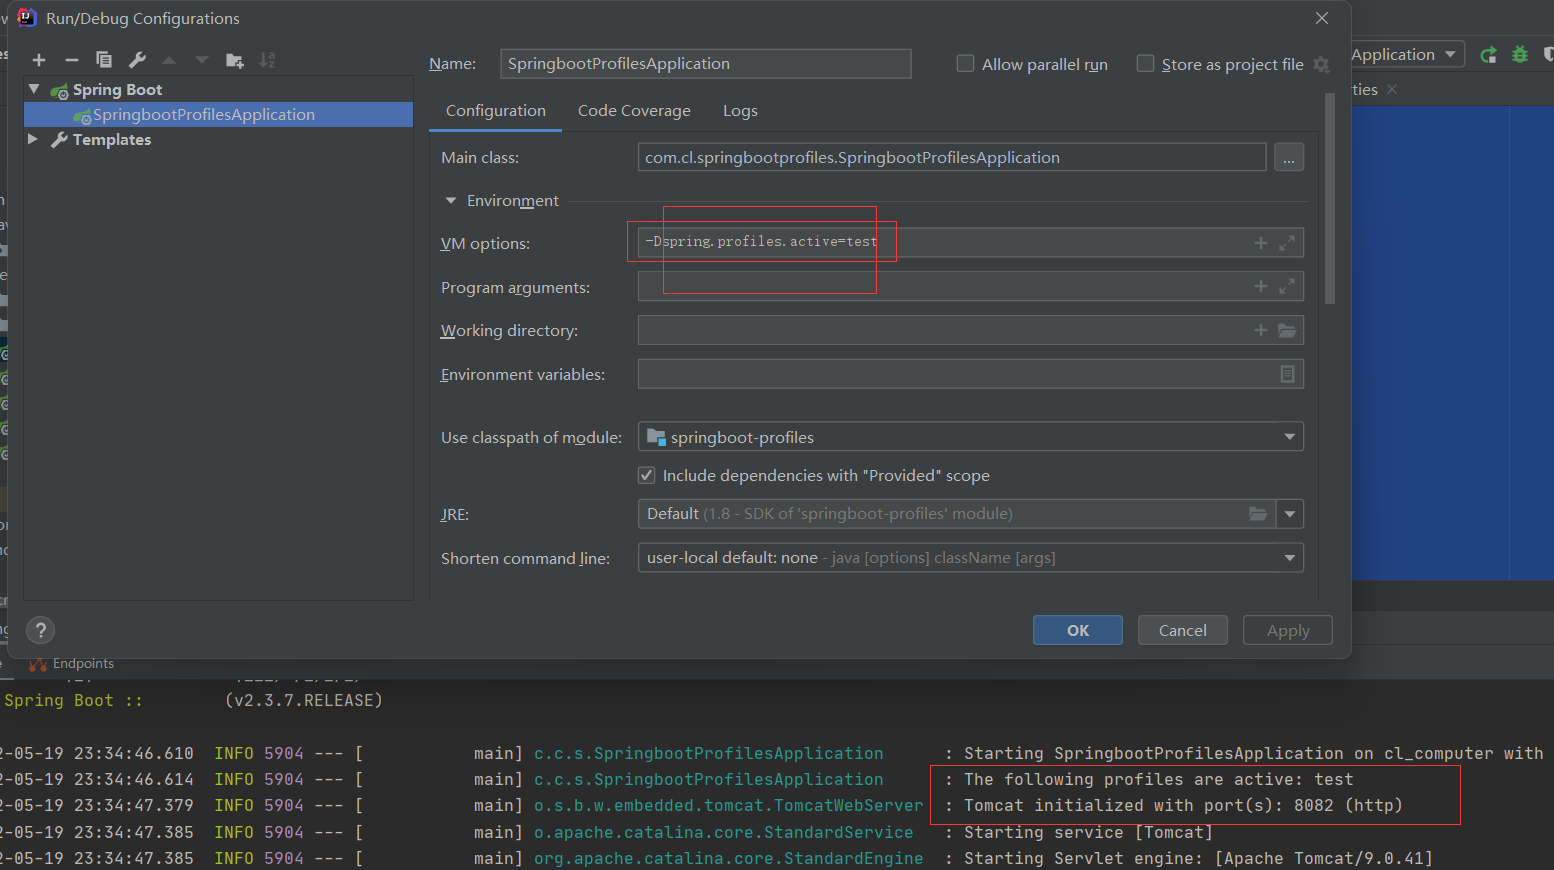 Run/Debug Configurations
Name: SpringbootProfilesApplication Allow parallel run Store as project file
Application
Spring Boot
SpringbootProfilesApplication
Templates
Configuration Code Coverage Logs
Main class: com.cl.springbootprofiles.SpringbootProfilesApplication ...
Environment
VM options: -Dspring.profiles.active=test
Program arguments:
Working directory:
Environment variables:
Use classpath of module: springboot-profiles
Include dependencies with "Provided" scope
JRE: Default (1.8 - SDK of 'springboot-profiles' module)
Shorten command line: user-local default: none - java [options] className [args]
? OK Cancel Apply
Endpoints
Spring Boot :: (v2.3.7.RELEASE)
2-05-19 23:34:46.610 INFO 5904 --- [ main] c.c.s.SpringbootProfilesApplication : Starting SpringbootProfilesApplication on cl_computer with
2-05-19 23:34:46.614 INFO 5904 --- [ main] c.c.s.SpringbootProfilesApplication : The following profiles are active: test
2-05-19 23:34:47.379 INFO 5904 --- [ main] o.s.b.w.embedded.tomcat.TomcatWebServer : Tomcat initialized with port(s): 8082 (http)
2-05-19 23:34:47.385 INFO 5904 --- [ main] o.apache.catalina.core.StandardService : Starting service [Tomcat]
2-05-19 23:34:47.385 INFO 5904 --- [ main] org.apache.catalina.core.StandardEngine : Starting Servlet engine: [Apache Tomcat/9.0.41]